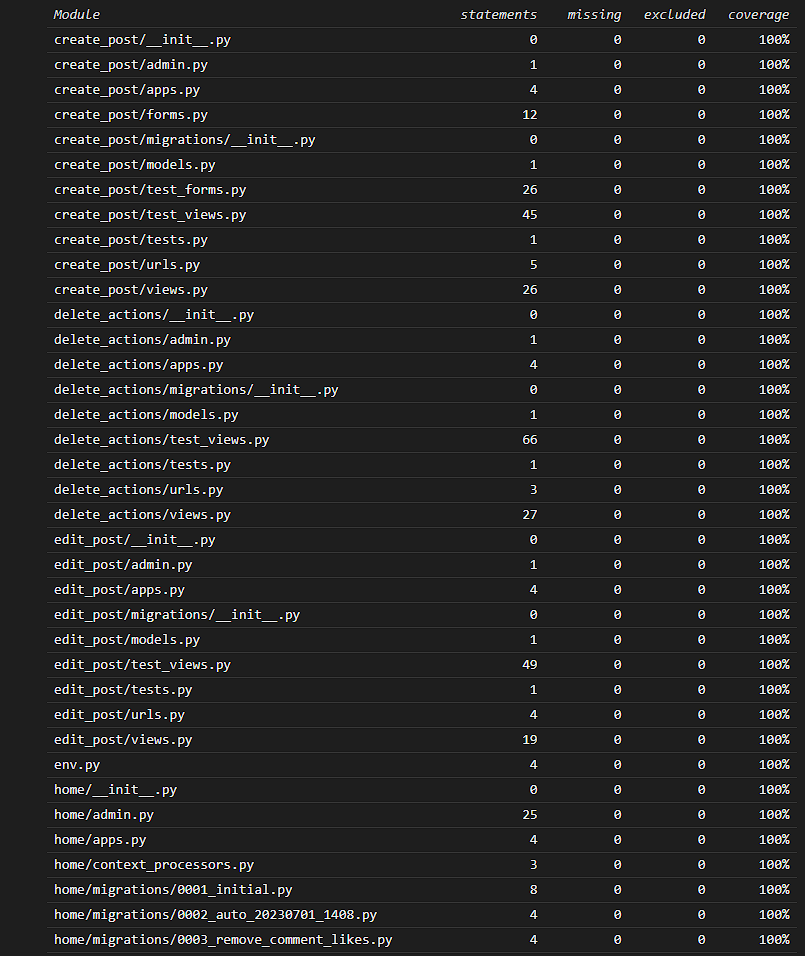 Module statements missing excluded coverage
create_post/__init__.py 0 0 0 100%
create_post/admin.py 1 0 0 100%
create_post/apps.py 4 0 0 100%
create_post/forms.py 12 0 0 100%
create_post/migrations/__init__.py 0 0 0 100%
create_post/models.py 1 0 0 100%
create_post/test_forms.py 26 0 0 100%
create_post/test_views.py 45 0 0 100%
create_post/tests.py 1 0 0 100%
create_post/urls.py 5 0 0 100%
create_post/views.py 26 0 0 100%
delete_actions/__init__.py 0 0 0 100%
delete_actions/admin.py 1 0 0 100%
delete_actions/apps.py 4 0 0 100%
delete_actions/migrations/__init__.py 0 0 0 100%
delete_actions/models.py 1 0 0 100%
delete_actions/test_views.py 66 0 0 100%
delete_actions/tests.py 1 0 0 100%
delete_actions/urls.py 3 0 0 100%
delete_actions/views.py 27 0 0 100%
edit_post/__init__.py 0 0 0 100%
edit_post/admin.py 1 0 0 100%
edit_post/apps.py 4 0 0 100%
edit_post/migrations/__init__.py 0 0 0 100%
edit_post/models.py 1 0 0 100%
edit_post/test_views.py 49 0 0 100%
edit_post/tests.py 1 0 0 100%
edit_post/urls.py 4 0 0 100%
edit_post/views.py 19 0 0 100%
env.py 4 0 0 100%
home/__init__.py 0 0 0 100%
home/admin.py 25 0 0 100%
home/apps.py 4 0 0 100%
home/context_processors.py 3 0 0 100%
home/migrations/0001_initial.py 8 0 0 100%
home/migrations/0002_auto_20230701_1408.py 4 0 0 100%
home/migrations/0003_remove_comment_likes.py 4 0 0 100%